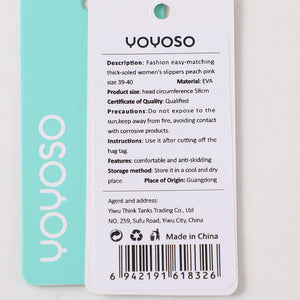 YOYOSO
YOYOSO
Description: Fashion easy-matching
thick-soled women's slippers peach pink
size 39-40 Material: EVA
Product size: head circumference 58cm
Certificate of Quality: Qualified
Precautions:Do not expose to the
sun,keep away from fire, avoiding contact
with corrosive products.
Instructions: Use it after cutting off the
hag tag.
Features: comfortable and anti-skidding
Storage method: Store it in a cool and dry
place. Place of Origin: Guangdong
Agent and address:
Yiwu Think Tanks Trading Co., Ltd
NO. 259, Sufu Road, Yiwu City, China
Made in China
6 942191 618326